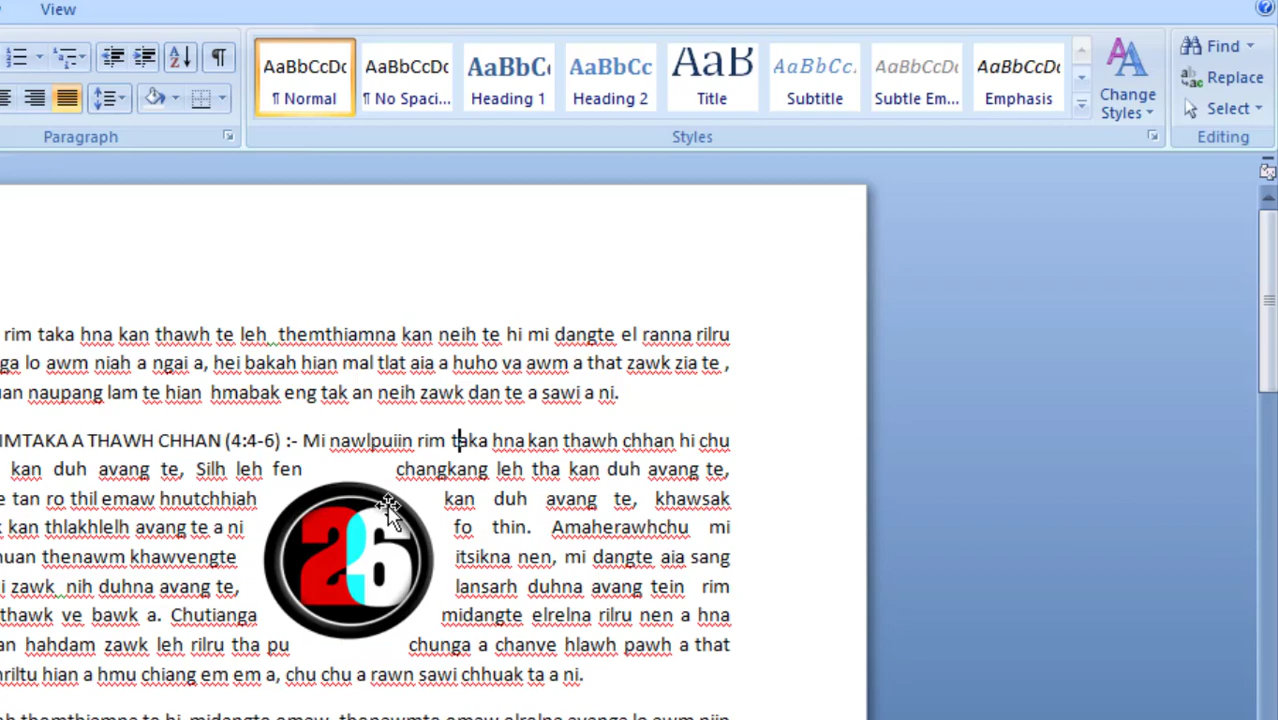 View
AaBbCcDc AaBbCcDc AaBbC AaBbCc AaB AaBbCc. AaBbCcDc AaBbCcDc
¶ Normal ¶ No Spaci... Heading 1 Heading 2 Title Subtitle Subtle Em... Emphasis
Change Styles
Find
Replace
Select
Paragraph Styles Editing
rim taka hna kan thawh te leh themthiamna kan neih te hi mi dangte el ranna rilru
ga lo awm niah a ngai a, hei bakah hian mal tlat aia a huho va awm a that zawk zia te ,
uan naupang lam te hian hmabak eng tak an neih zawk dan te a sawi a ni.
IMTAKA A THAWH CHHAN (4:4-6) :- Mi nawlpuiin rim taka hna kan thawh chhan hi chu
kan duh avang te, Silh leh fen changkang leh tha kan duh avang te,
e tan ro thil emaw hnutchhiah kan duh avang te, khawsak
k kan thlakhlelh avang te a ni fo thin. Amaherawhchu mi
huan thenawm khawvengte itsikna nen, mi dangte aia sang
i zawk nih duhna avang te, lansarh duhna avang tein rim
thawk ve bawk a. Chutianga midangte elrelna rilru nen a hna
an hahdam zawk leh rilru tha pu chunga a chanve hlawh pawh a that
hriltu hian a hmu chiang em em a, chu chu a rawn sawi chhuak ta a ni.
26